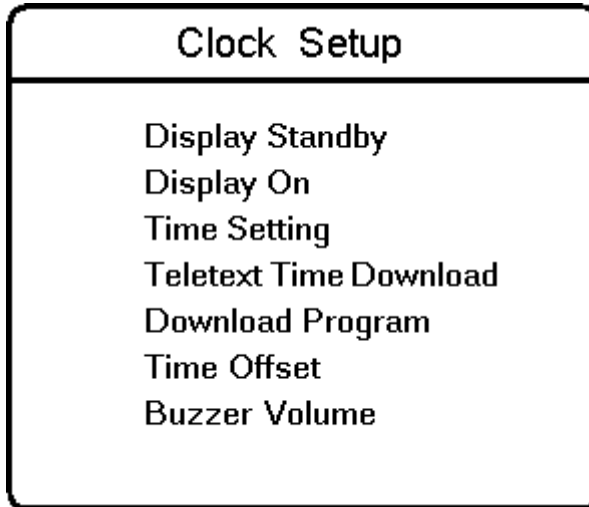 Clock Setup
Display Standby
Display On
Time Setting
Teletext Time Download
Download Program
Time Offset
Buzzer Volume